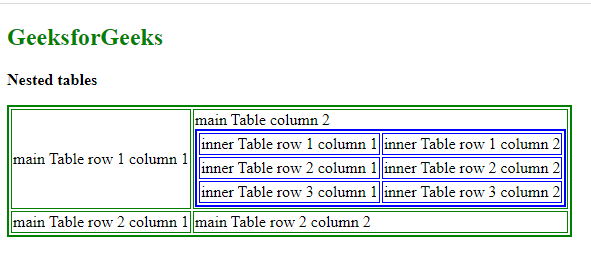 GeeksforGeeks
Nested tables
main Table row 1 column 1
main Table column 2
inner Table row 1 column 1 inner Table row 1 column 2
inner Table row 2 column 1 inner Table row 2 column 2
inner Table row 3 column 1 inner Table row 3 column 2
main Table row 2 column 1 main Table row 2 column 2